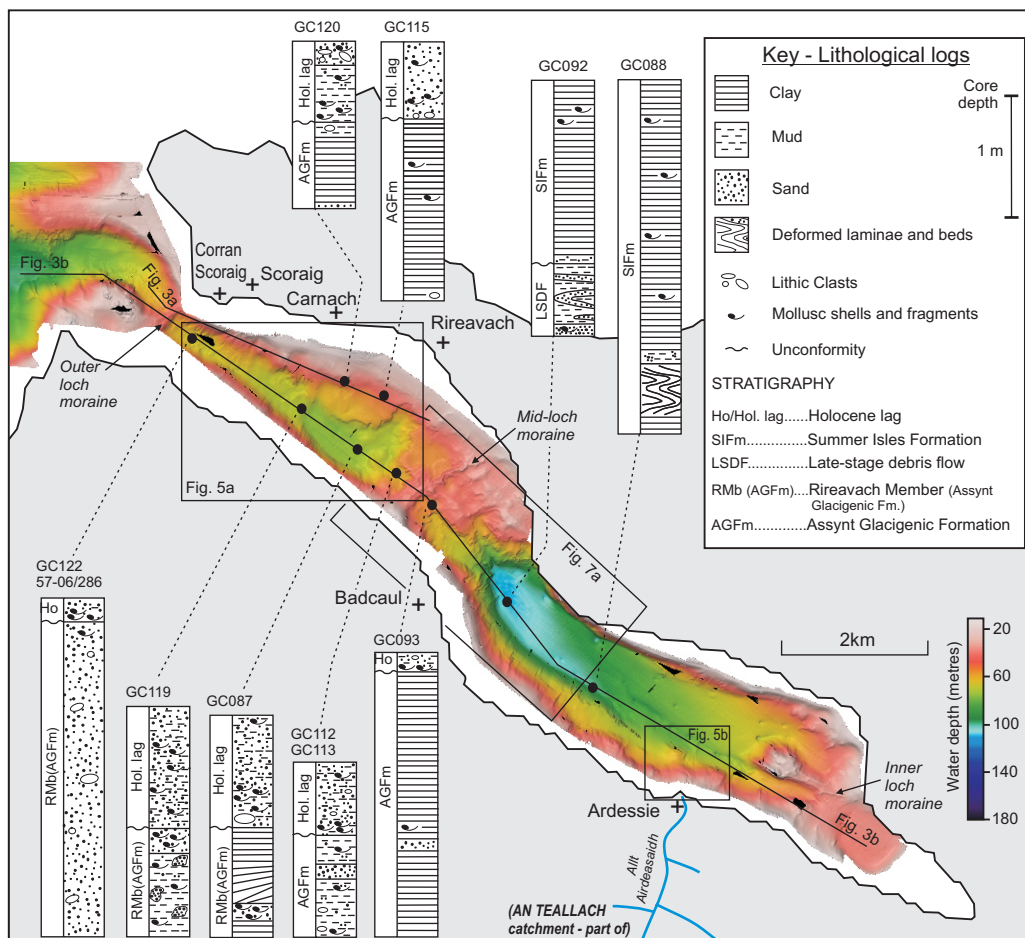 GC120
GC115
GC092
GC088
Hol. lag
AGFm
Hol. lag
AGFm
SIFm
LSDF
SIFm
Key - Lithological logs
Clay
Core
depth
Mud
1 m
Sand
Deformed laminae and beds
Lithic Clasts
Mollusc shells and fragments
Unconformity
STRATIGRAPHY
Ho/Hol. lag......Holocene lag
SIFm..............Summer Isles Formation
LSDF.............Late-stage debris flow
RMb (AGFm)....Rireavach Member (Assynt
Glacigenic Fm.)
AGFm............Assynt Glacigenic Formation
Fig. 3b
Fig. 3a
Corran
Scoraig
Scoraig
Carnach
Rireavach
Outer
loch
moraine
Mid-loch
moraine
Fig. 5a
Fig. 7a
Badcaul
2km
Water depth (metres)
20
60
100
140
180
Fig. 5b
Inner
loch
moraine
Ardessie
Fig. 3b
Allt
Airdeasaidh
(AN TEALLACH
catchment - part of)
GC122
57-06/286
Ho
RMb(AGFm)
GC119
Hol. lag
RMb(AGFm)
GC087
Hol. lag
RMb(AGFm)
GC112
GC113
Hol. lag
AGFm
GC093
Ho
AGFm